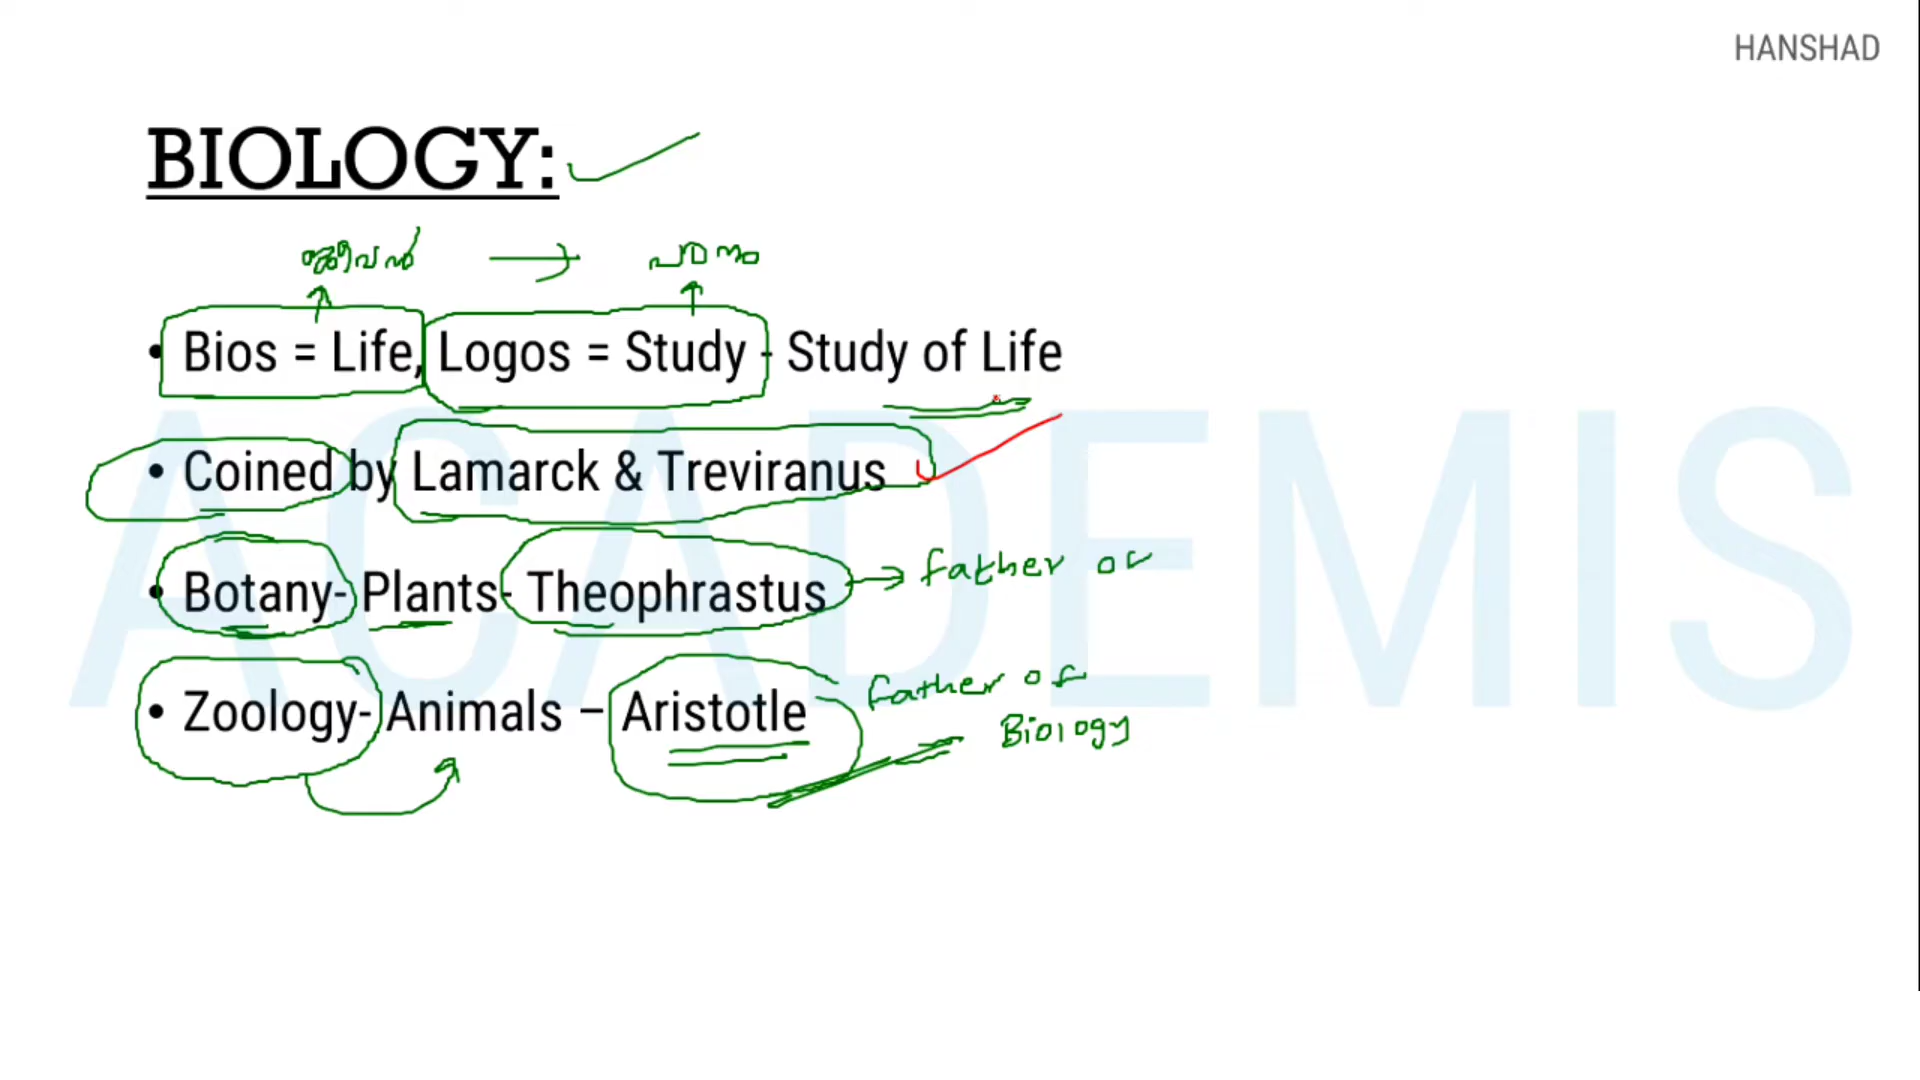 HANSHAD
BIOLOGY:
ജീവൻ → പഠനം
• Bios = Life, Logos = Study - Study of Life
• Coined by Lamarck & Treviranus
• Botany- Plants- Theophrastus → father of
• Zoology- Animals – Aristotle father of
Biology
ACADEMIS